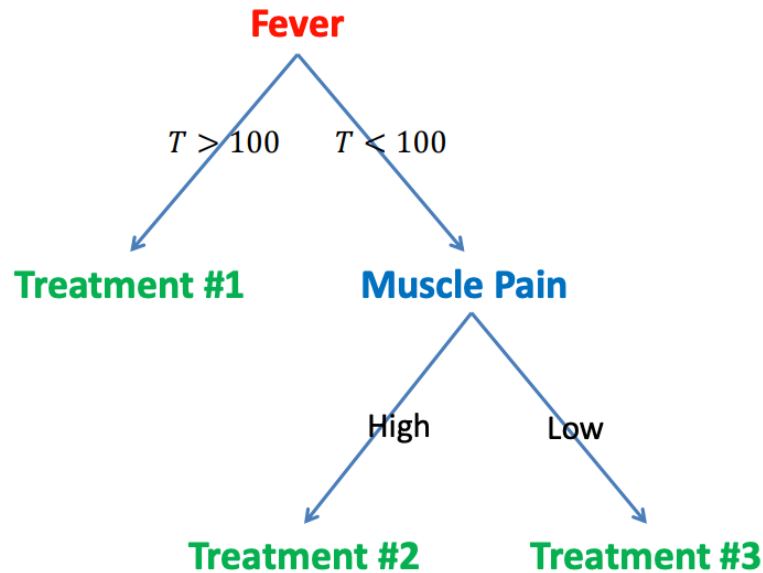 Fever
T > 100
T < 100
Treatment #1
Muscle Pain
High
Low
Treatment #2
Treatment #3